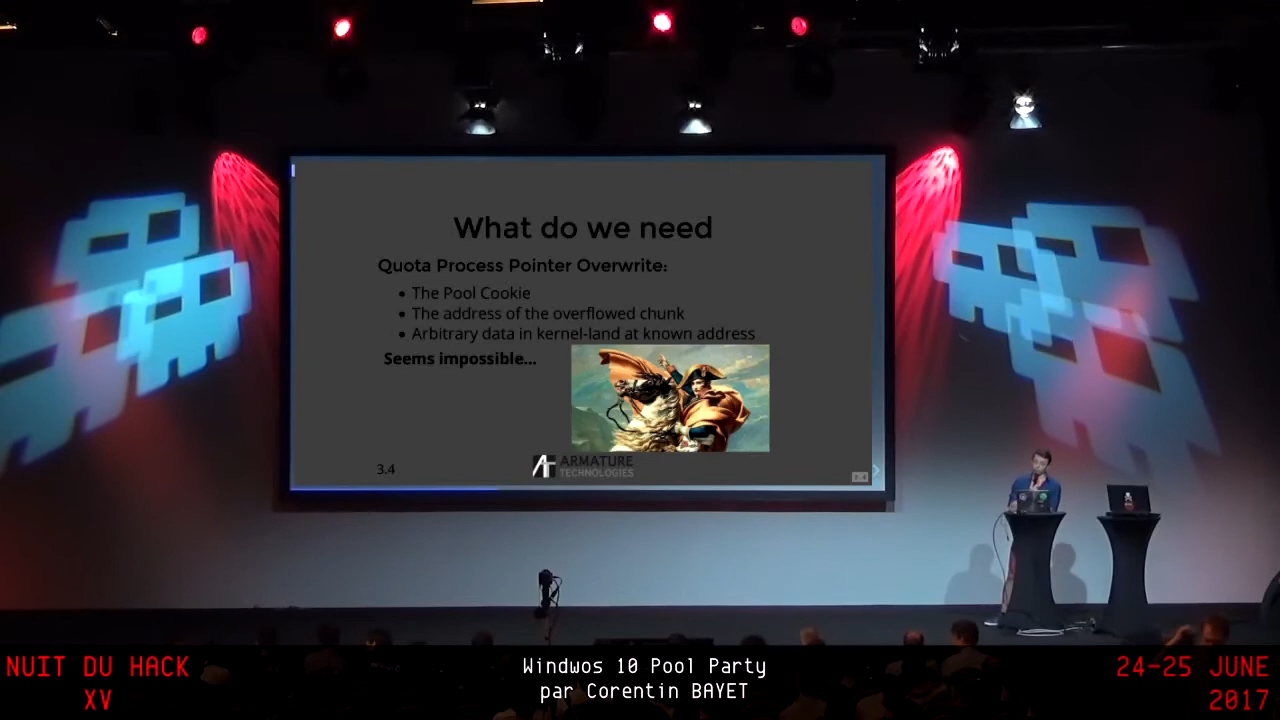 What do we need
Quota Process Pointer Overwrite:
The Pool Cookie
The address of the overflowed chunk
Arbitrary data in kernel-land at known address
Seems impossible...
3.4
ARMATURE
TECHNOLOGIES
3.4
NUIT DU HACK
XV
Windwos 10 Pool Party
par Corentin BAYET
24-25 JUNE
2017